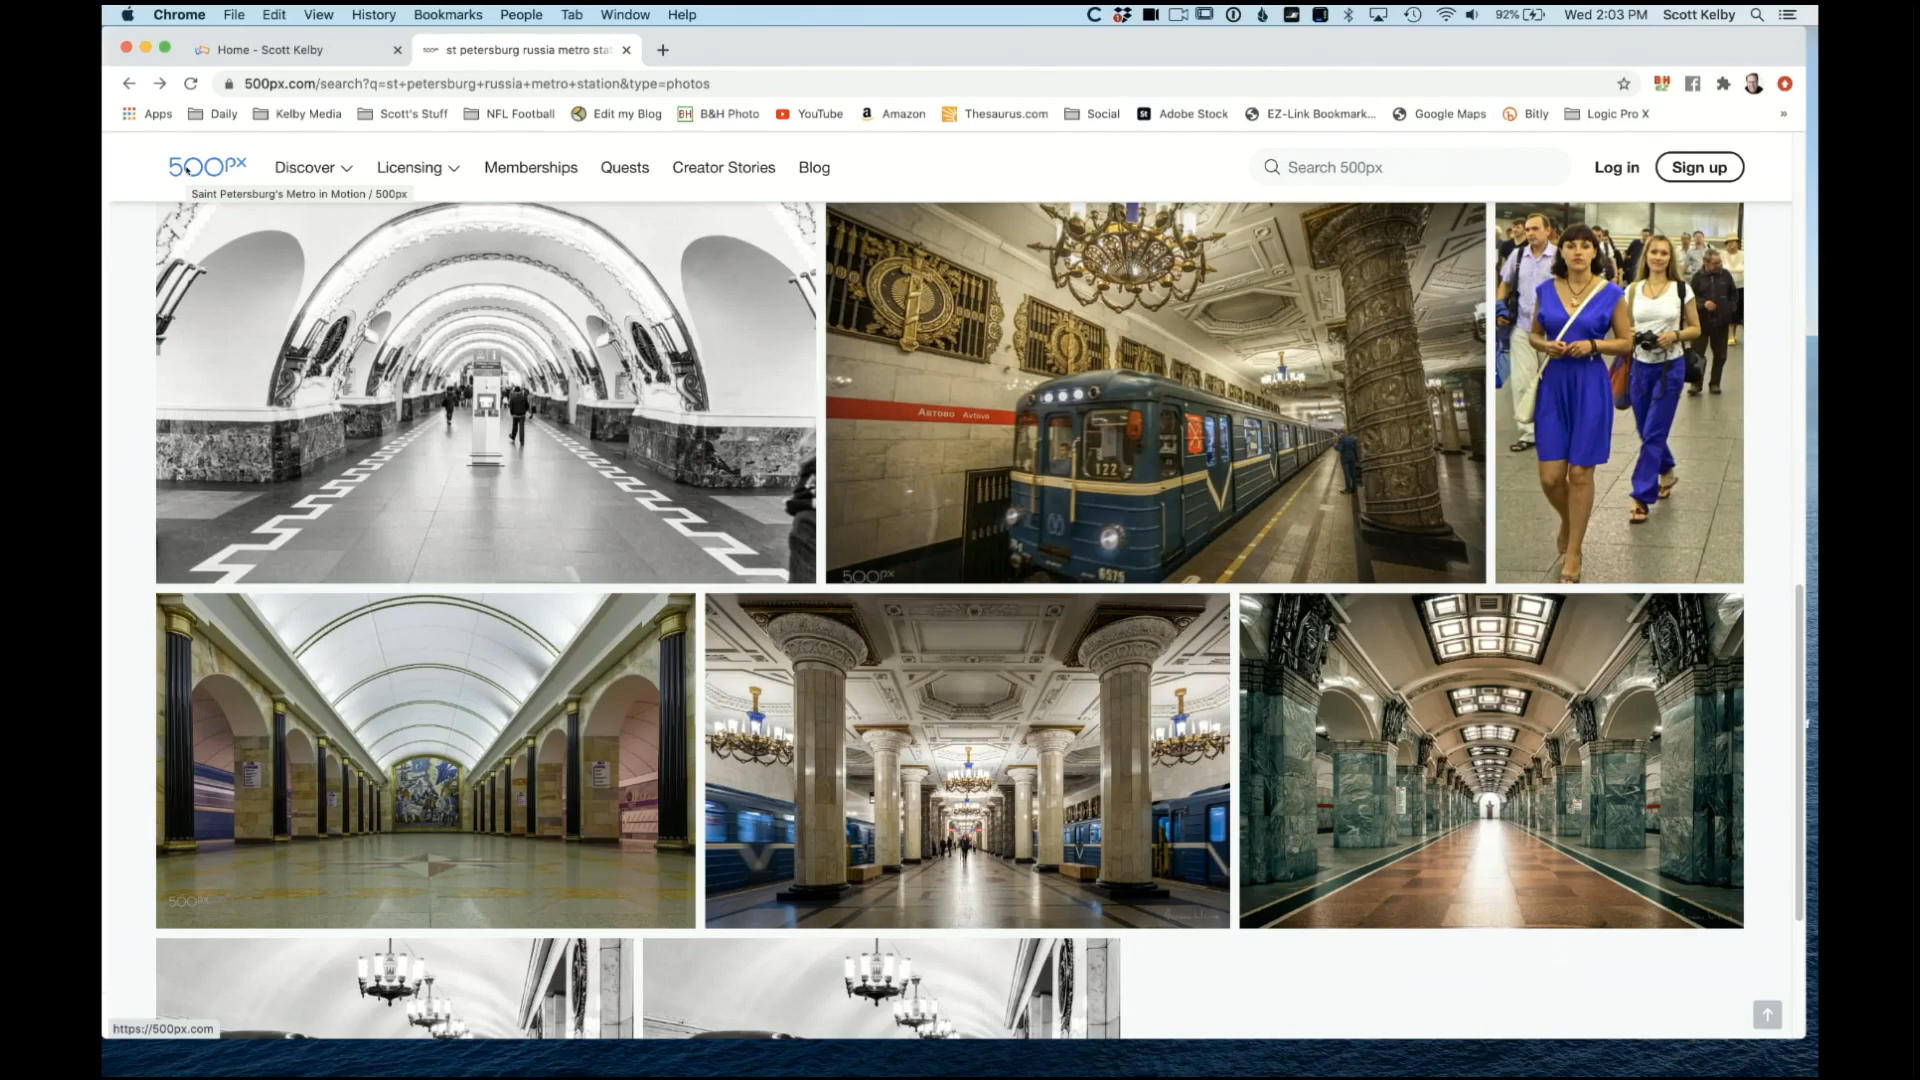 Chrome File Edit View History Bookmarks People Tab Window Help 92% Wed 2:03 PM Scott Kelby
Home - Scott Kelby st petersburg russia metro sta
500px.com/search?q=st+petersburg+russia+metro+station&type=photos
Apps Daily Kelby Media Scott's Stuff NFL Football Edit my Blog BH B&H Photo YouTube Amazon Thesaurus.com Social St Adobe Stock EZ-Link Bookmark... Google Maps Bitly Logic Pro X »
500px Discover Licensing Memberships Quests Creator Stories Blog Search 500px Log in Sign up
Saint Petersburg's Metro in Motion / 500px
Автово Avtovo
122
6575
500px
500px
https://500px.com